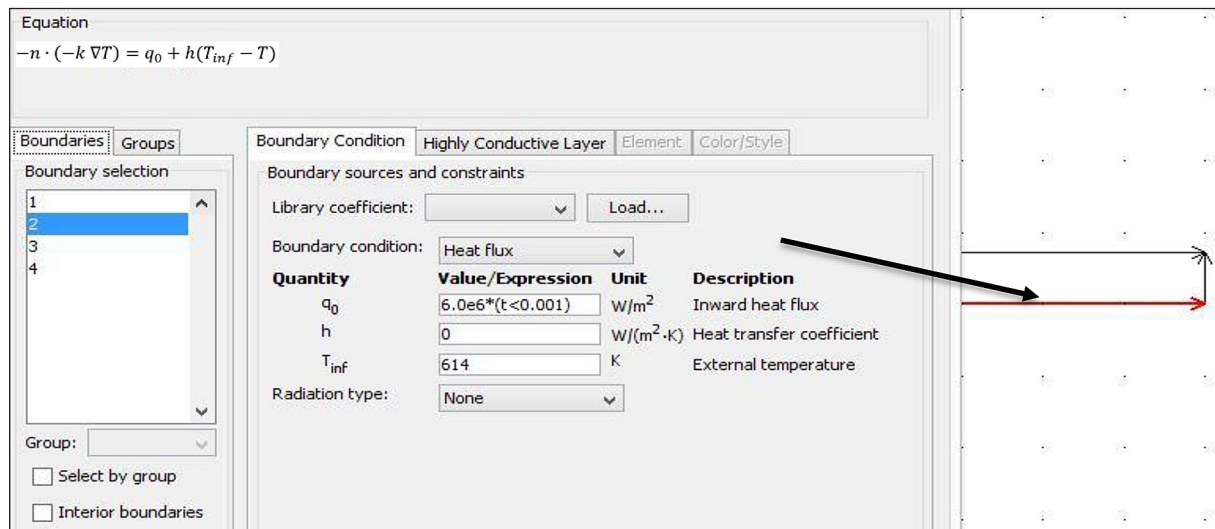 Equation
−n · (−k ∇T) = q₀ + h(T_inf − T)
Boundaries Groups
Boundary selection
1
2
3
4
Group:
Select by group
Interior boundaries
Boundary Condition Highly Conductive Layer Element Color/Style
Boundary sources and constraints
Library coefficient: Load...
Boundary condition: Heat flux
Quantity Value/Expression Unit Description
q₀ 6.0e6*(t<0.001) W/m² Inward heat flux
h 0 W/(m²·K) Heat transfer coefficient
T_inf 614 K External temperature
Radiation type: None